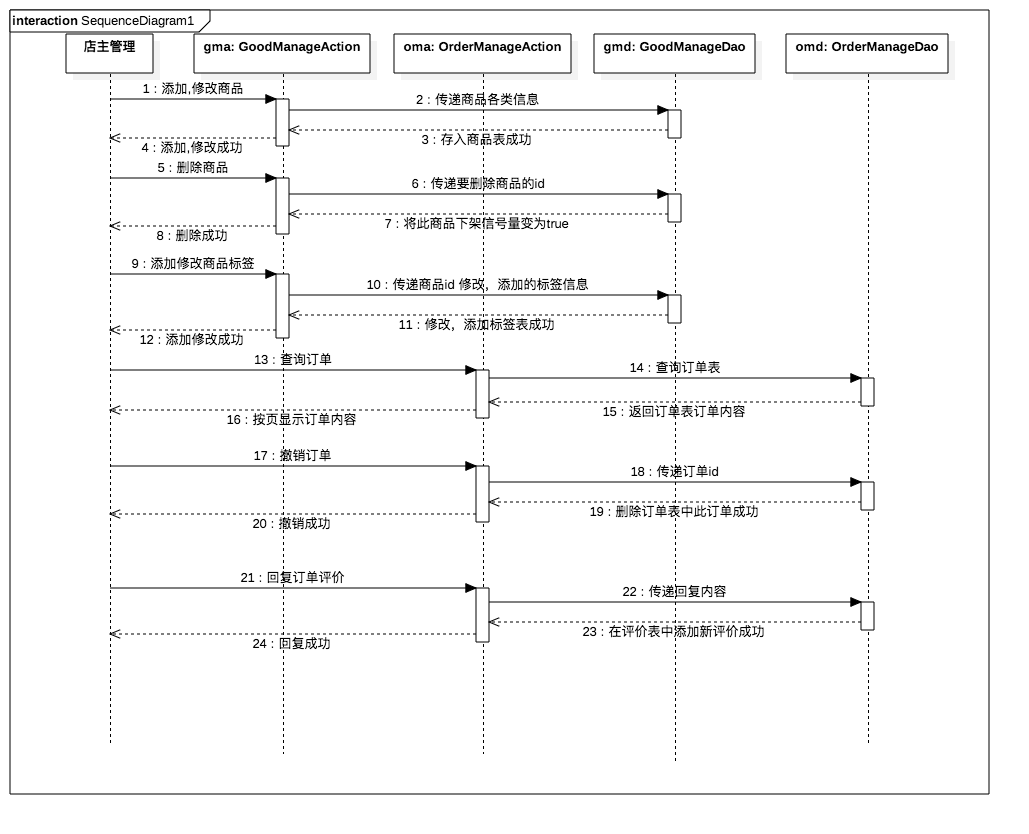 interaction SequenceDiagram1
店主管理
gma: GoodManageAction
oma: OrderManageAction
gmd: GoodManageDao
omd: OrderManageDao
1 : 添加,修改商品
2 : 传递商品各类信息
3 : 存入商品表成功
4 : 添加,修改成功
5 : 删除商品
6 : 传递要删除商品的id
7 : 将此商品下架信号量变为true
8 : 删除成功
9 : 添加修改商品标签
10 : 传递商品id 修改，添加的标签信息
11 : 修改，添加标签表成功
12 : 添加修改成功
13 : 查询订单
14 : 查询订单表
15 : 返回订单表订单内容
16 : 按页显示订单内容
17 : 撤销订单
18 : 传递订单id
19 : 删除订单表中此订单成功
20 : 撤销成功
21 : 回复订单评价
22 : 传递回复内容
23 : 在评价表中添加新评价成功
24 : 回复成功